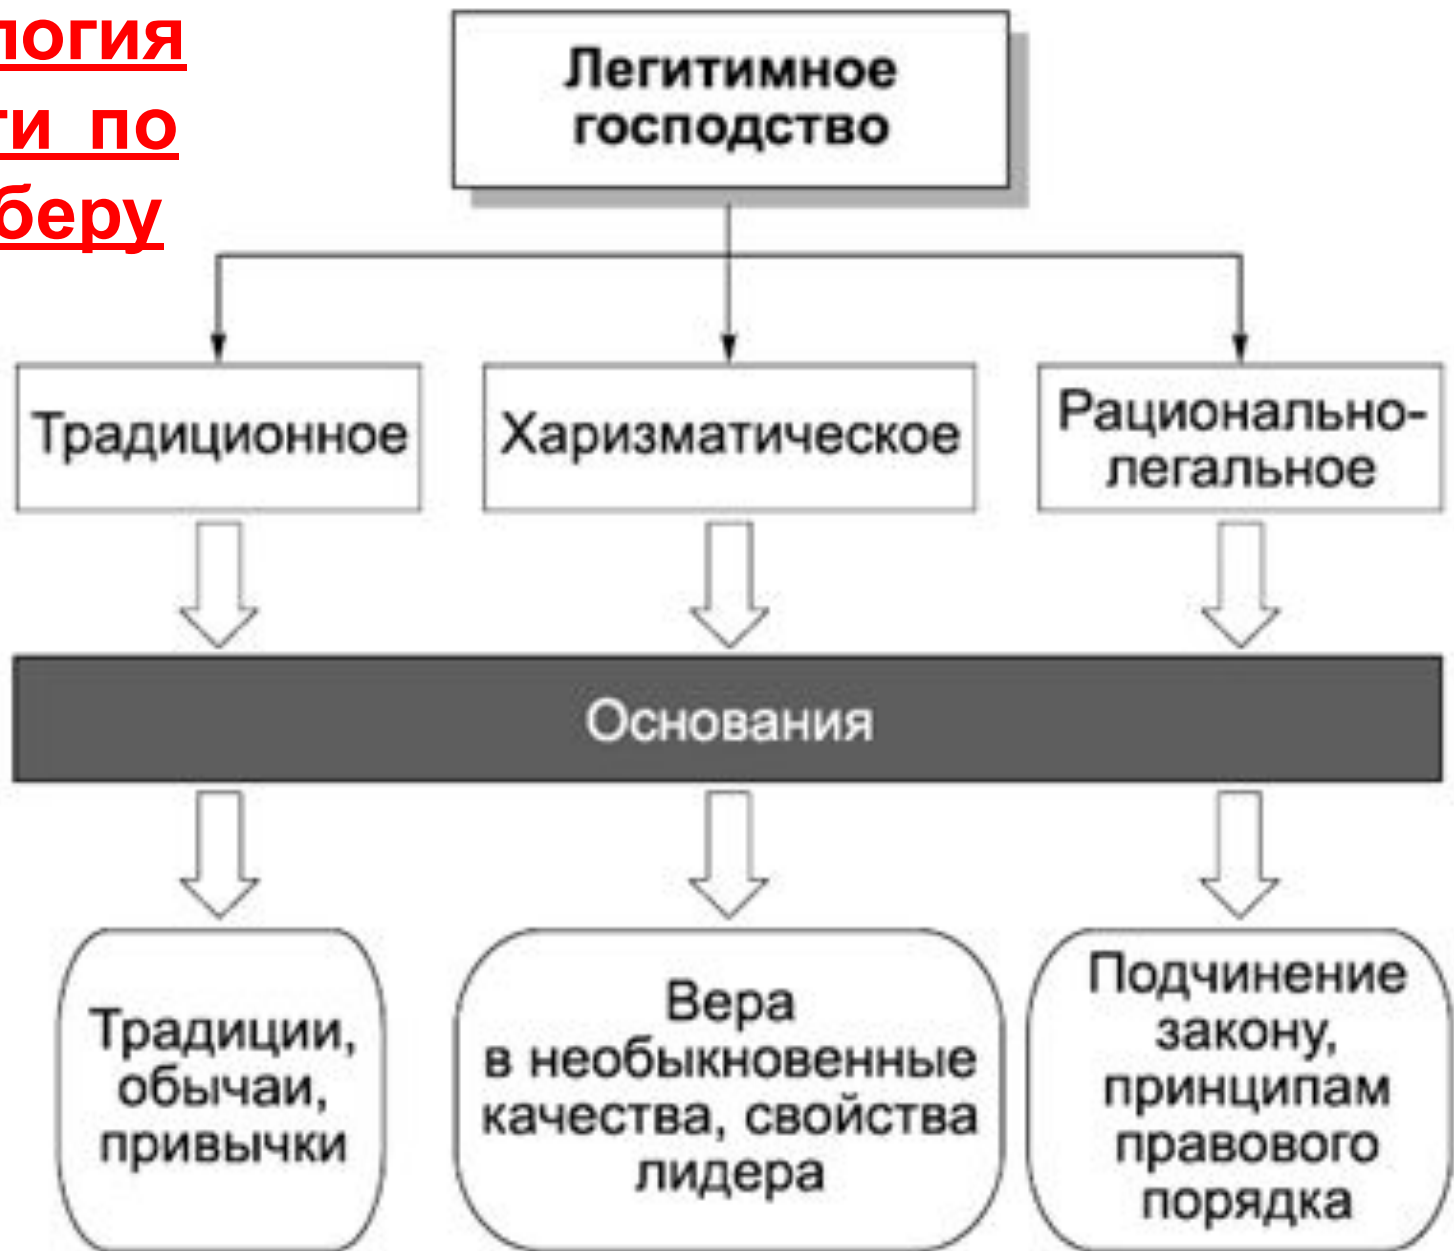 логия
ти по
беру
Легитимное
господство
Традиционное
Харизматическое
Рационально-
легальное
Основания
Традиции,
обычаи,
привычки
Вера
в необыкновенные
качества, свойства
лидера
Подчинение
закону,
принципам
правового
порядка